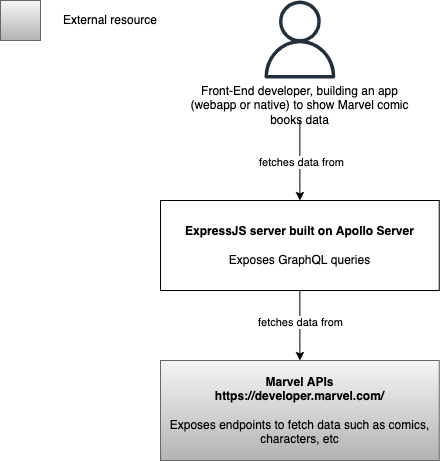 External resource
Front-End developer, building an app
(webapp or native) to show Marvel comic
books data
fetches data from
ExpressJS server built on Apollo Server
Exposes GraphQL queries
fetches data from
Marvel APIs
https://developer.marvel.com/
Exposes endpoints to fetch data such as comics,
characters, etc